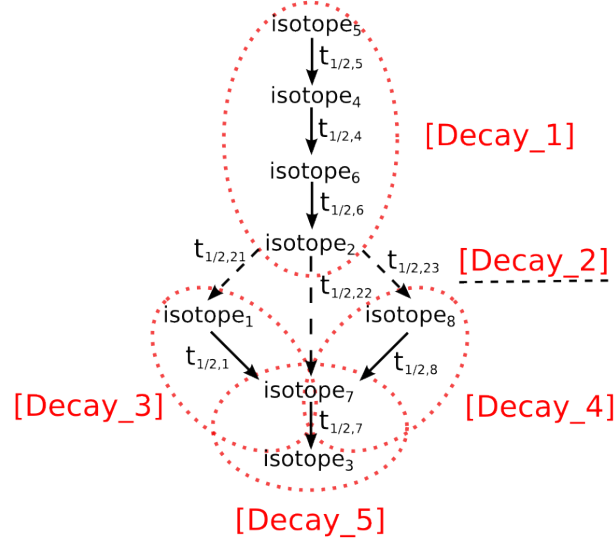 isotope₅
t₁/₂,₅
isotope₄
[Decay_1]
t₁/₂,₄
isotope₆
t₁/₂,₆
isotope₂
t₁/₂,₂₁
t₁/₂,₂₃
[Decay_2]
t₁/₂,₂₂
isotope₁
isotope₈
t₁/₂,₁
t₁/₂,₈
isotope₇
[Decay_3]
[Decay_4]
t₁/₂,₇
isotope₃
[Decay_5]